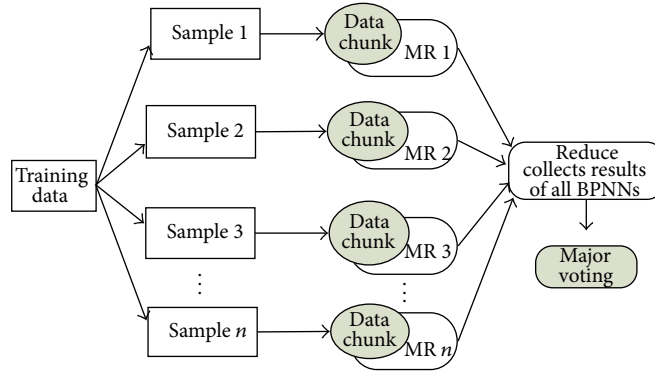 Training
data
Sample 1
Data
chunk
MR 1
Sample 2
Data
chunk
MR 2
Sample 3
Data
chunk
MR 3
Sample n
Data
chunk
MR n
Reduce
collects results
of all BPNNs
Major
voting